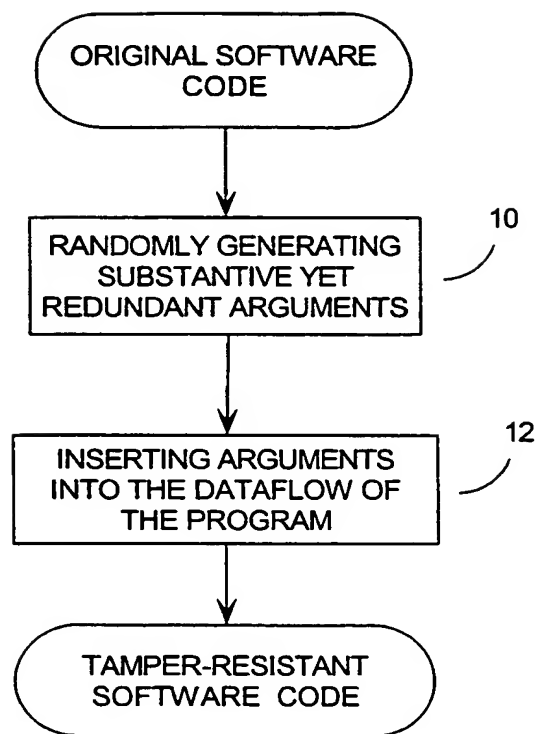 ORIGINAL SOFTWARE
CODE
10
RANDOMLY GENERATING
SUBSTANTIVE YET
REDUNDANT ARGUMENTS
12
INSERTING ARGUMENTS
INTO THE DATAFLOW OF
THE PROGRAM
TAMPER-RESISTANT
SOFTWARE CODE